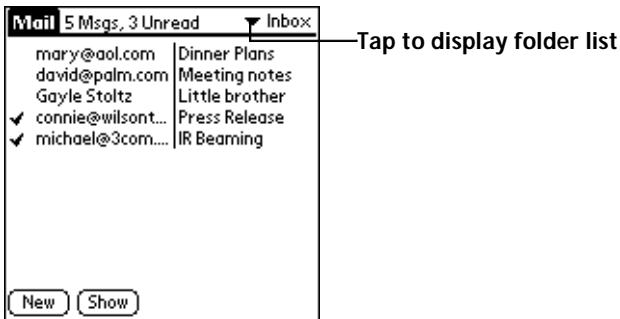 Mail 5 Msgs, 3 Unread Inbox
Tap to display folder list
mary@aol.com Dinner Plans
david@palm.com Meeting notes
Gayle Stoltz Little brother
connie@wilsont... Press Release
michael@3com.... IR Beaming
New Show